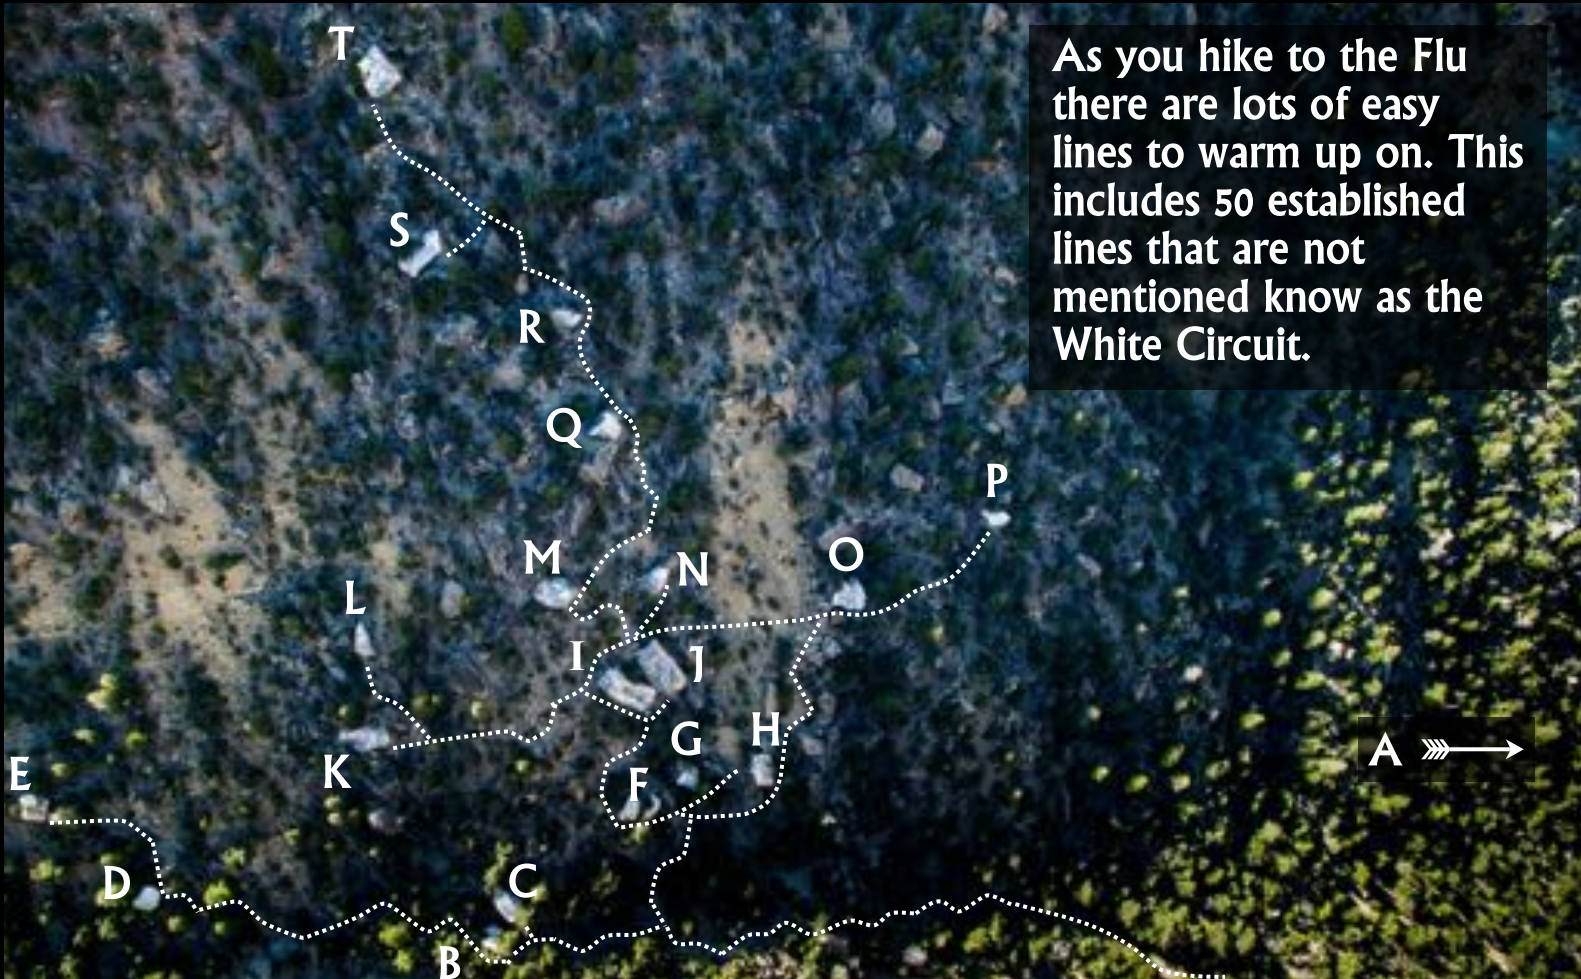 T
As you hike to the Flu
there are lots of easy
lines to warm up on. This
includes 50 established
lines that are not
mentioned know as the
White Circuit.
S
R
Q
P
M
N
O
L
I
J
G
H
A
K
E
F
D
C
B